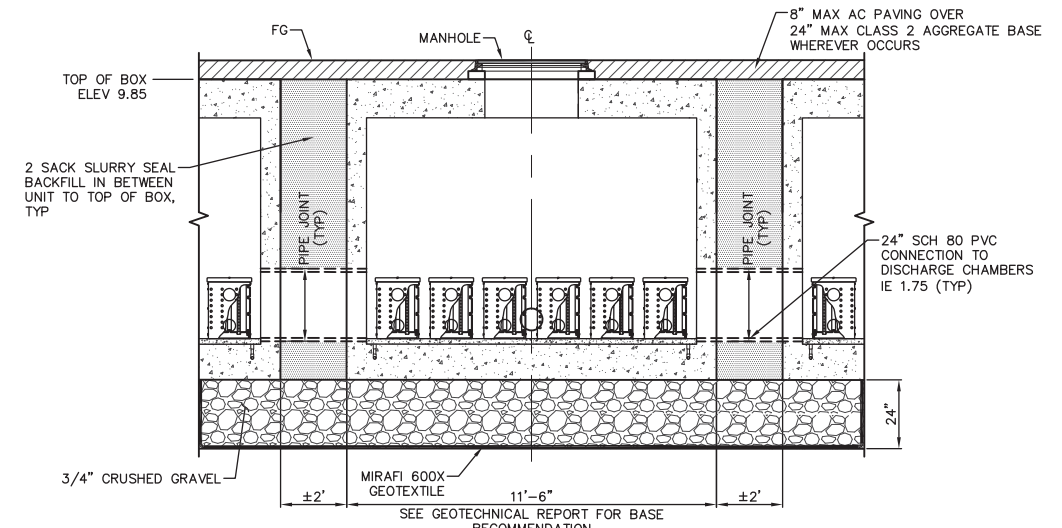 8" MAX AC PAVING OVER
24" MAX CLASS 2 AGGREGATE BASE
WHEREVER OCCURS
FG
MANHOLE
℄
TOP OF BOX
ELEV 9.85
2 SACK SLURRY SEAL
BACKFILL IN BETWEEN
UNIT TO TOP OF BOX,
TYP
PIPE JOINT
(TYP)
PIPE JOINT
(TYP)
24" SCH 80 PVC
CONNECTION TO
DISCHARGE CHAMBERS
IE 1.75 (TYP)
24"
3/4" CRUSHED GRAVEL
MIRAFI 600X
GEOTEXTILE
±2'
11'-6"
±2'
SEE GEOTECHNICAL REPORT FOR BASE
RECOMMENDATION